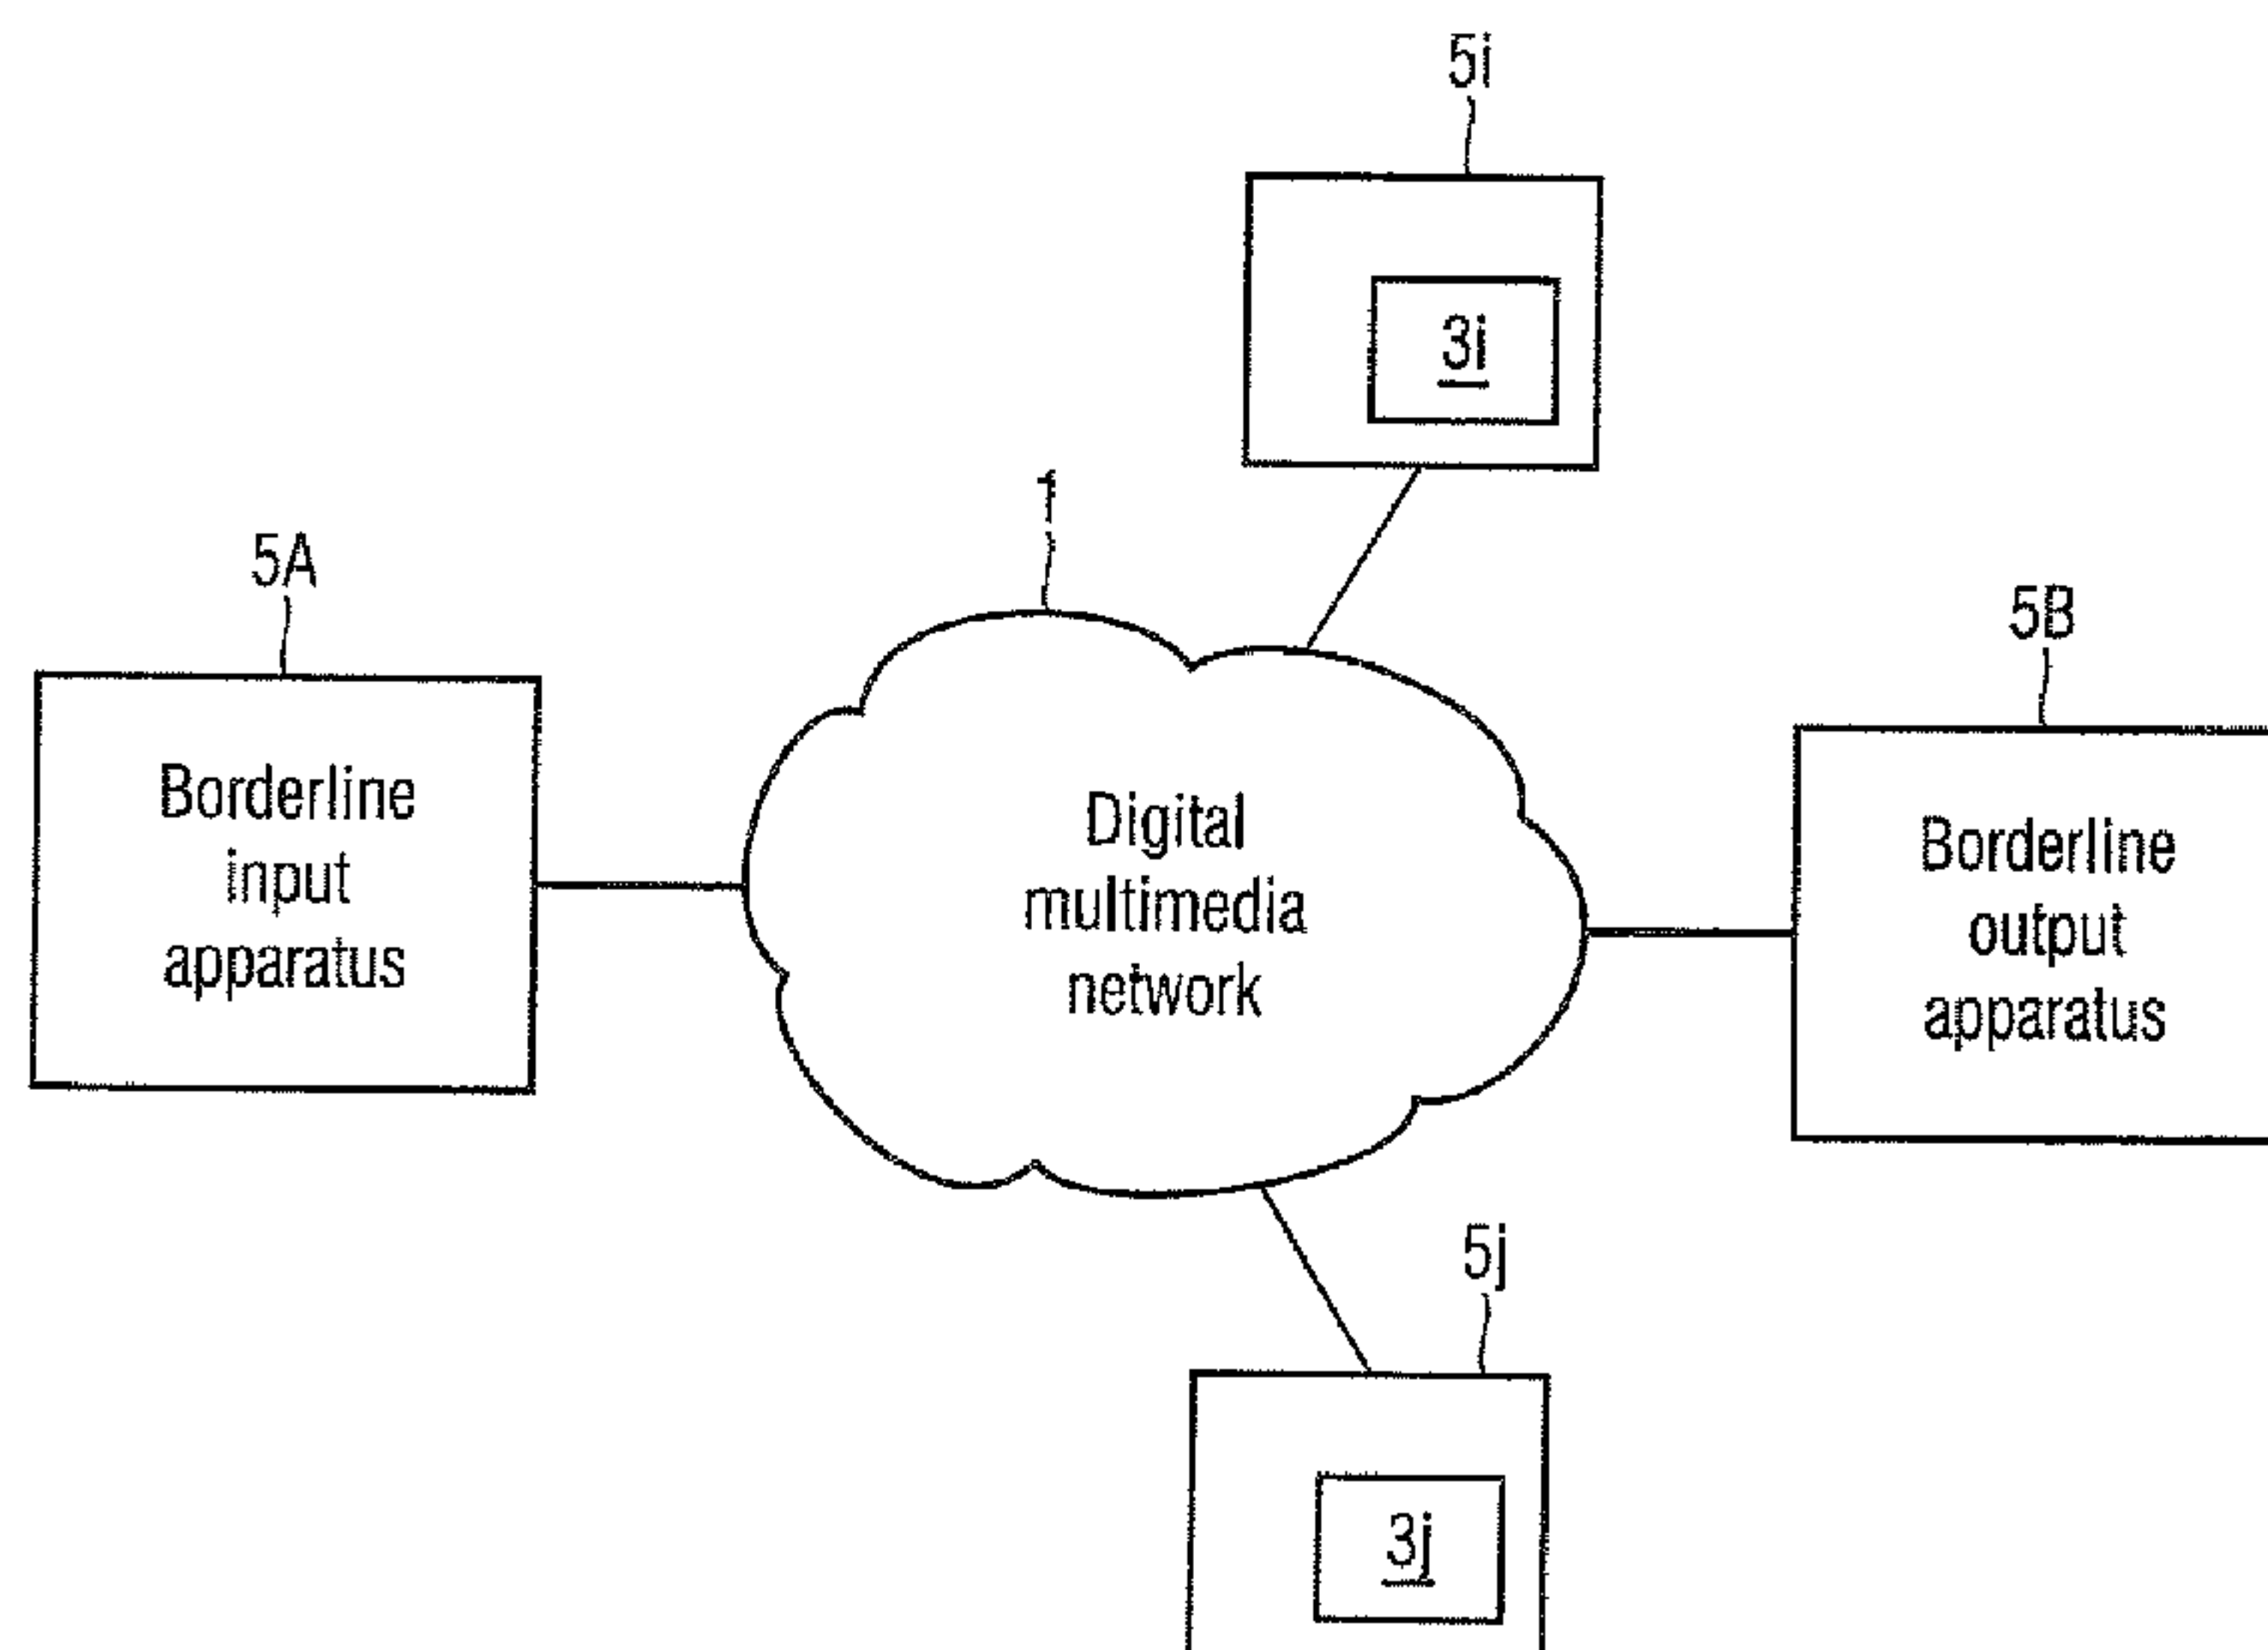 5i
3i
1
5A
5B
Borderline
input
apparatus
Digital
multimedia
network
Borderline
output
apparatus
5j
3j